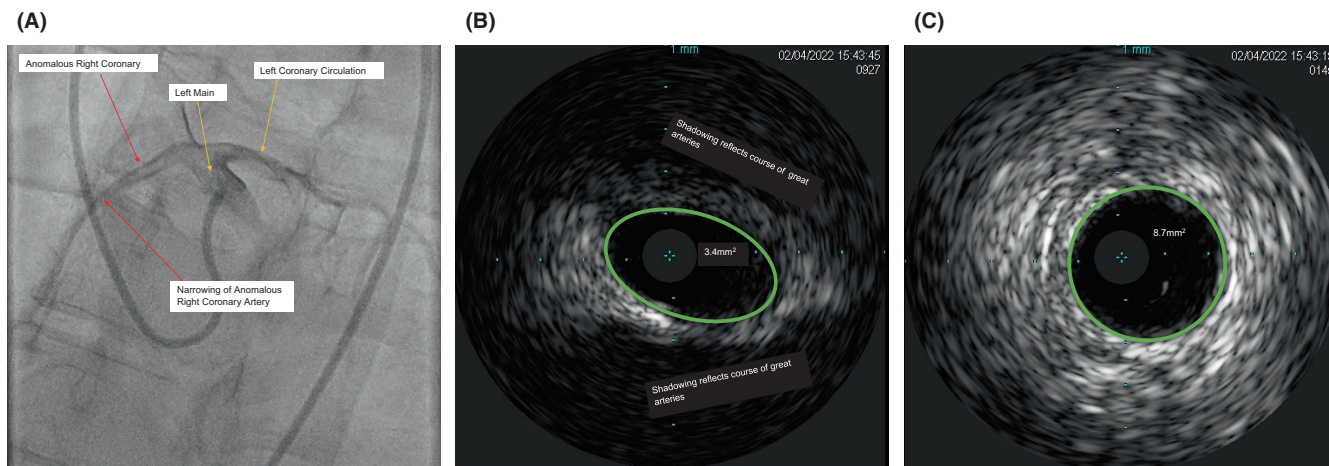 (A)
Anomalous Right Coronary
Left Coronary Circulation
Left Main
Narrowing of Anomalous
Right Coronary Artery
(B)
1 mm
02/04/2022 15:43:45
0927
Shadowing reflects course of great
arteries
3.4mm²
Shadowing reflects course of great
arteries
(C)
1 mm
02/04/2022 15:43:1
014
8.7mm²